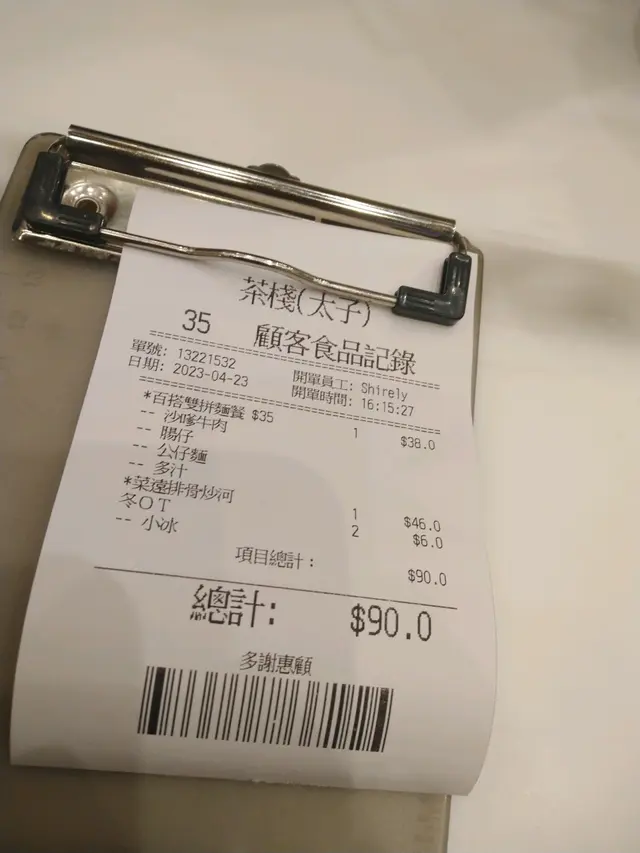 茶棧(太子)
35 顧客食品記錄
單號: 13221532 開單員工: Shirely
日期: 2023-04-23 開單時間: 16:15:27
*百搭雙拼麵餐 $35 1 $38.0
-- 沙嗲牛肉
-- 腸仔
-- 公仔麵
-- 多汁
*菜遠排骨炒河 1 $46.0
冬OT 2 $6.0
-- 小冰
項目總計: $90.0
總計: $90.0
多謝惠顧